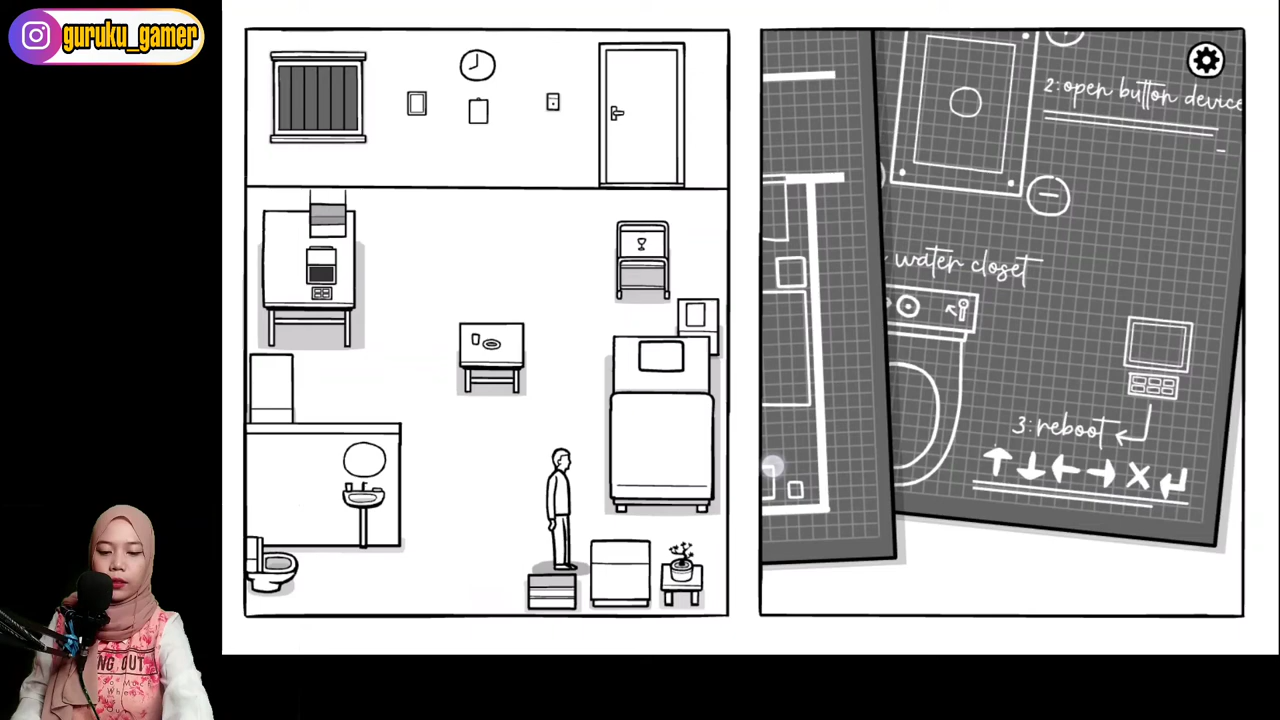 guruku_gamer
2: open button device
water closet
3: reboot
↑ ↓ ← → X ↵
NG OUT